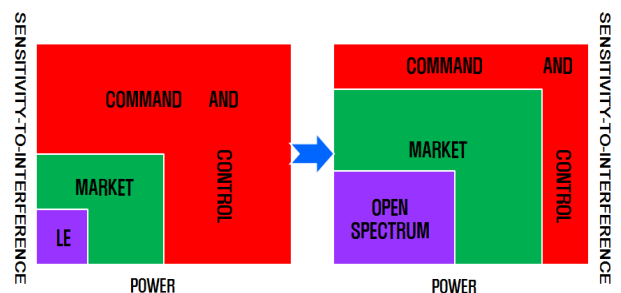 SENSITIVITY-TO-INTERFERENCE
COMMAND AND
CONTROL
MARKET
LE
POWER
COMMAND AND
CONTROL
MARKET
OPEN
SPECTRUM
POWER
SENSITIVITY-TO-INTERFERENCE